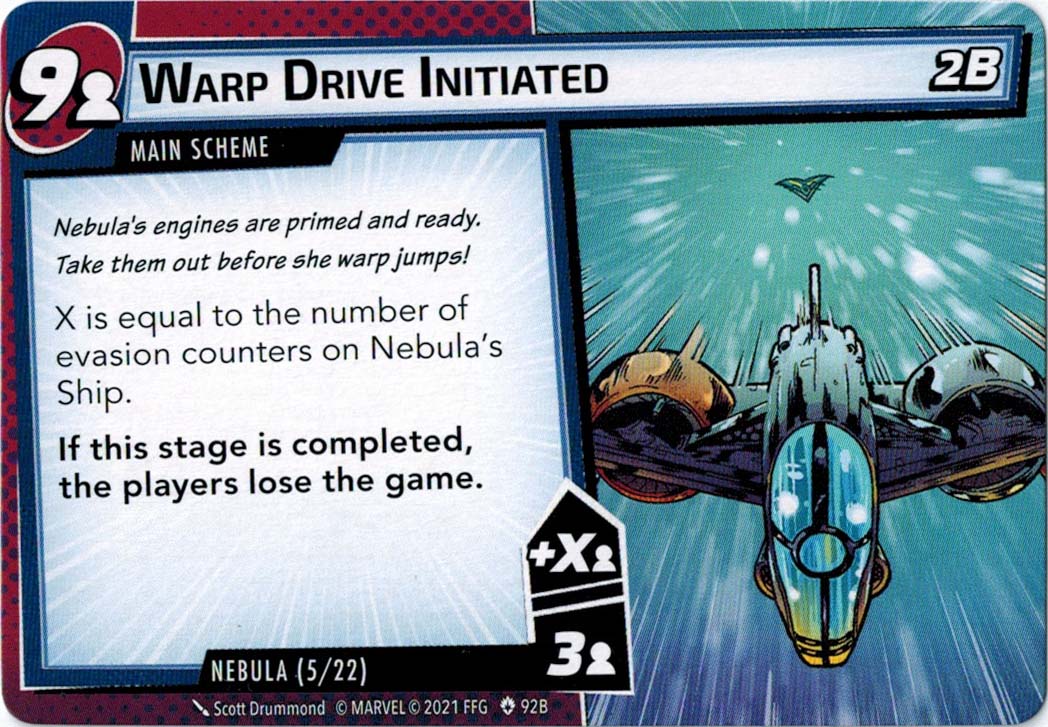 9
WARP DRIVE INITIATED
2B
MAIN SCHEME
Nebula's engines are primed and ready.
Take them out before she warp jumps!
X is equal to the number of
evasion counters on Nebula's
Ship.
If this stage is completed,
the players lose the game.
+X
3
NEBULA (5/22)
Scott Drummond © MARVEL © 2021 FFG 92B